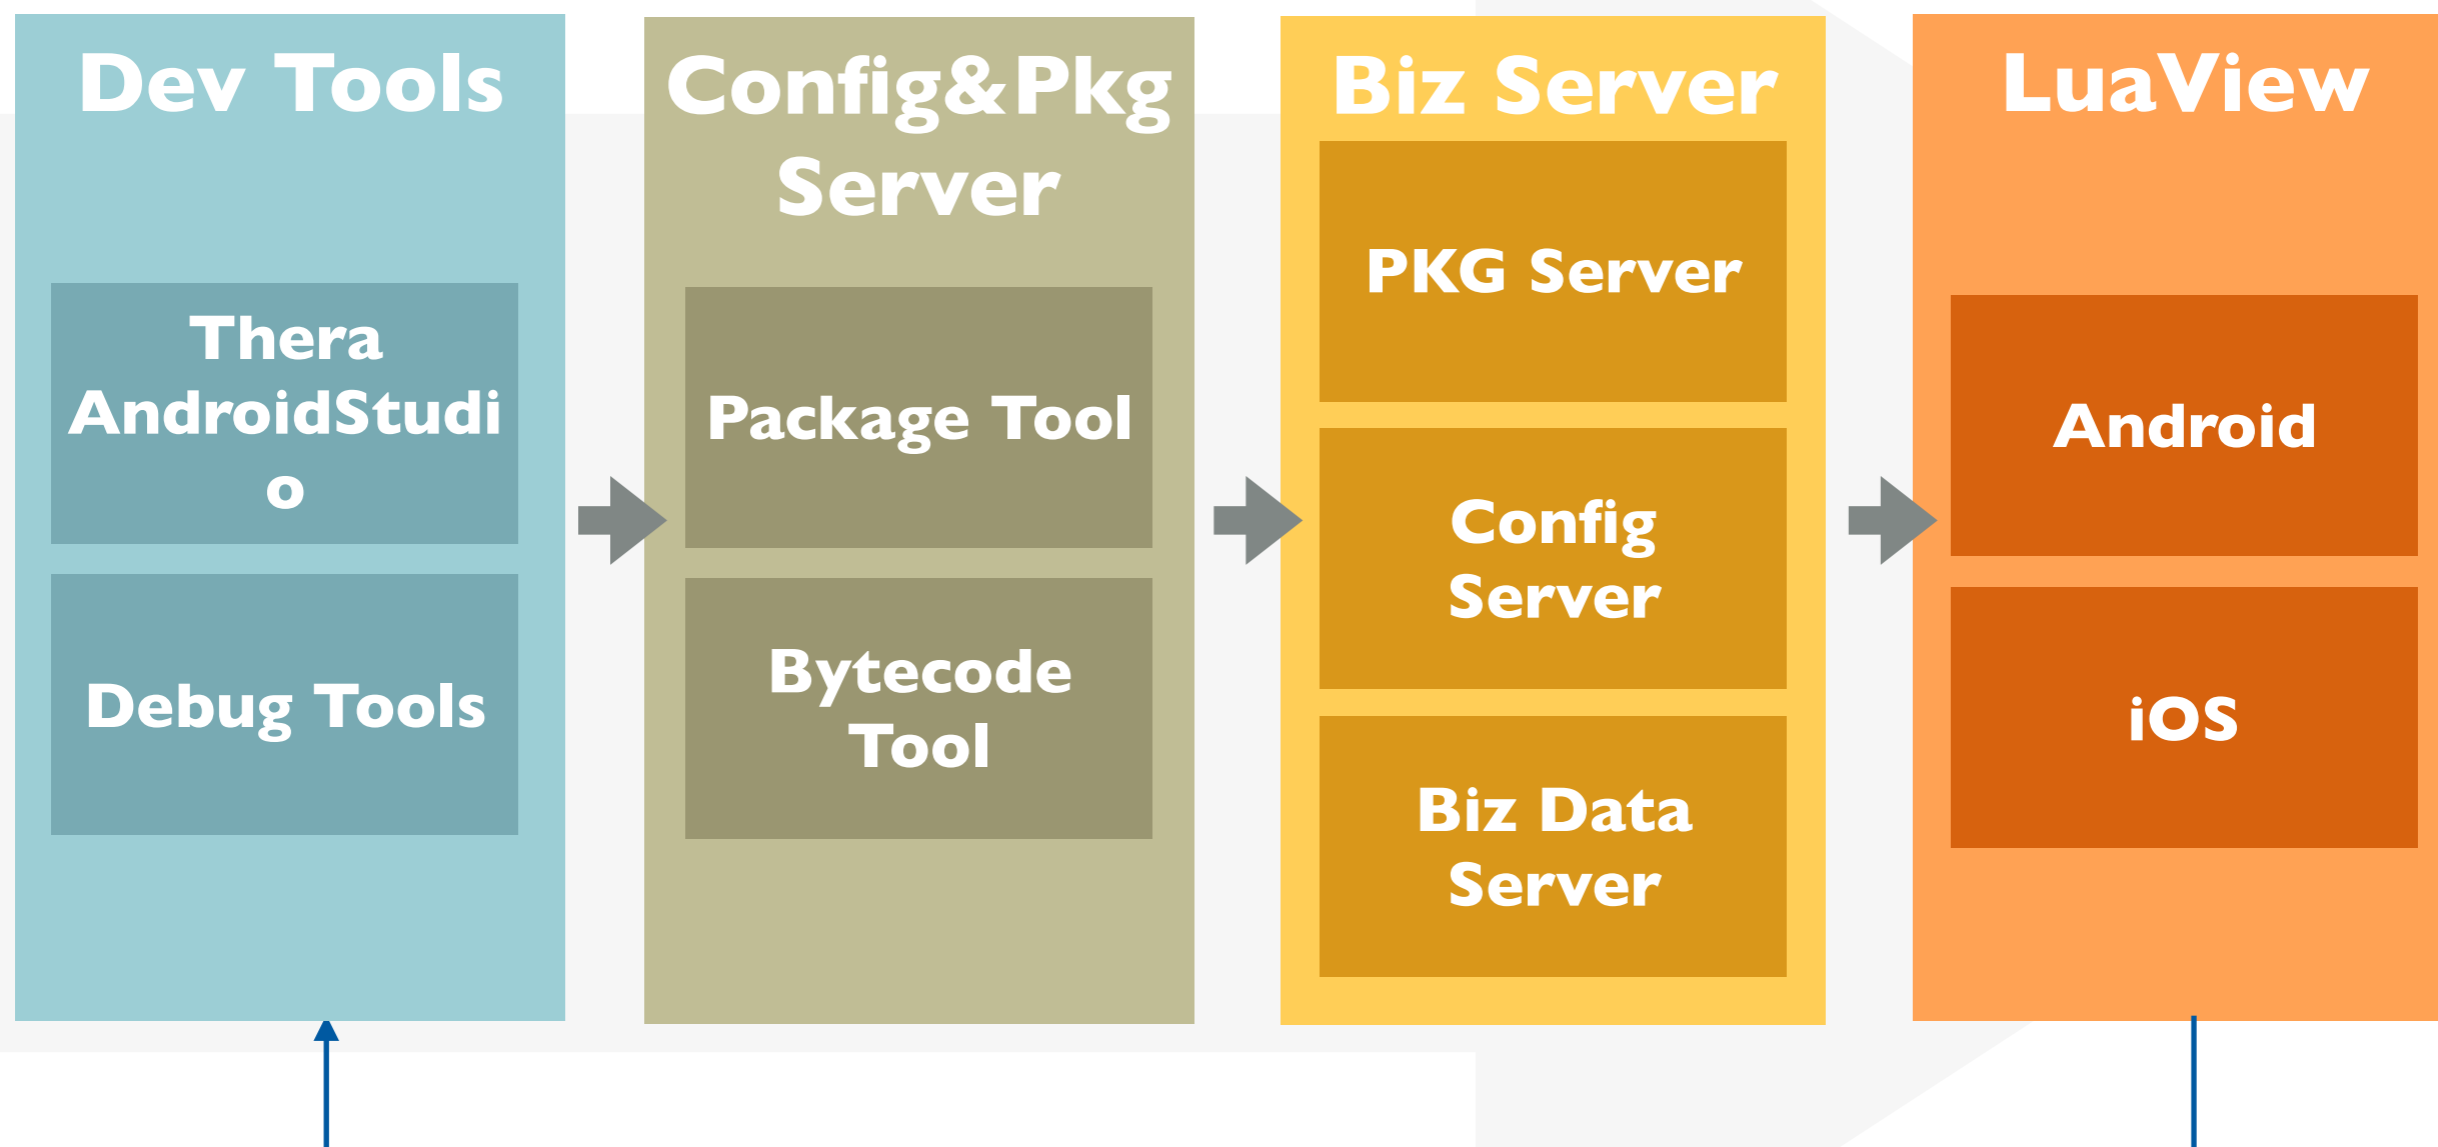 Dev Tools
Thera
AndroidStudi
o
Debug Tools
Config&Pkg
Server
Package Tool
Bytecode
Tool
Biz Server
PKG Server
Config
Server
Biz Data
Server
LuaView
Android
iOS